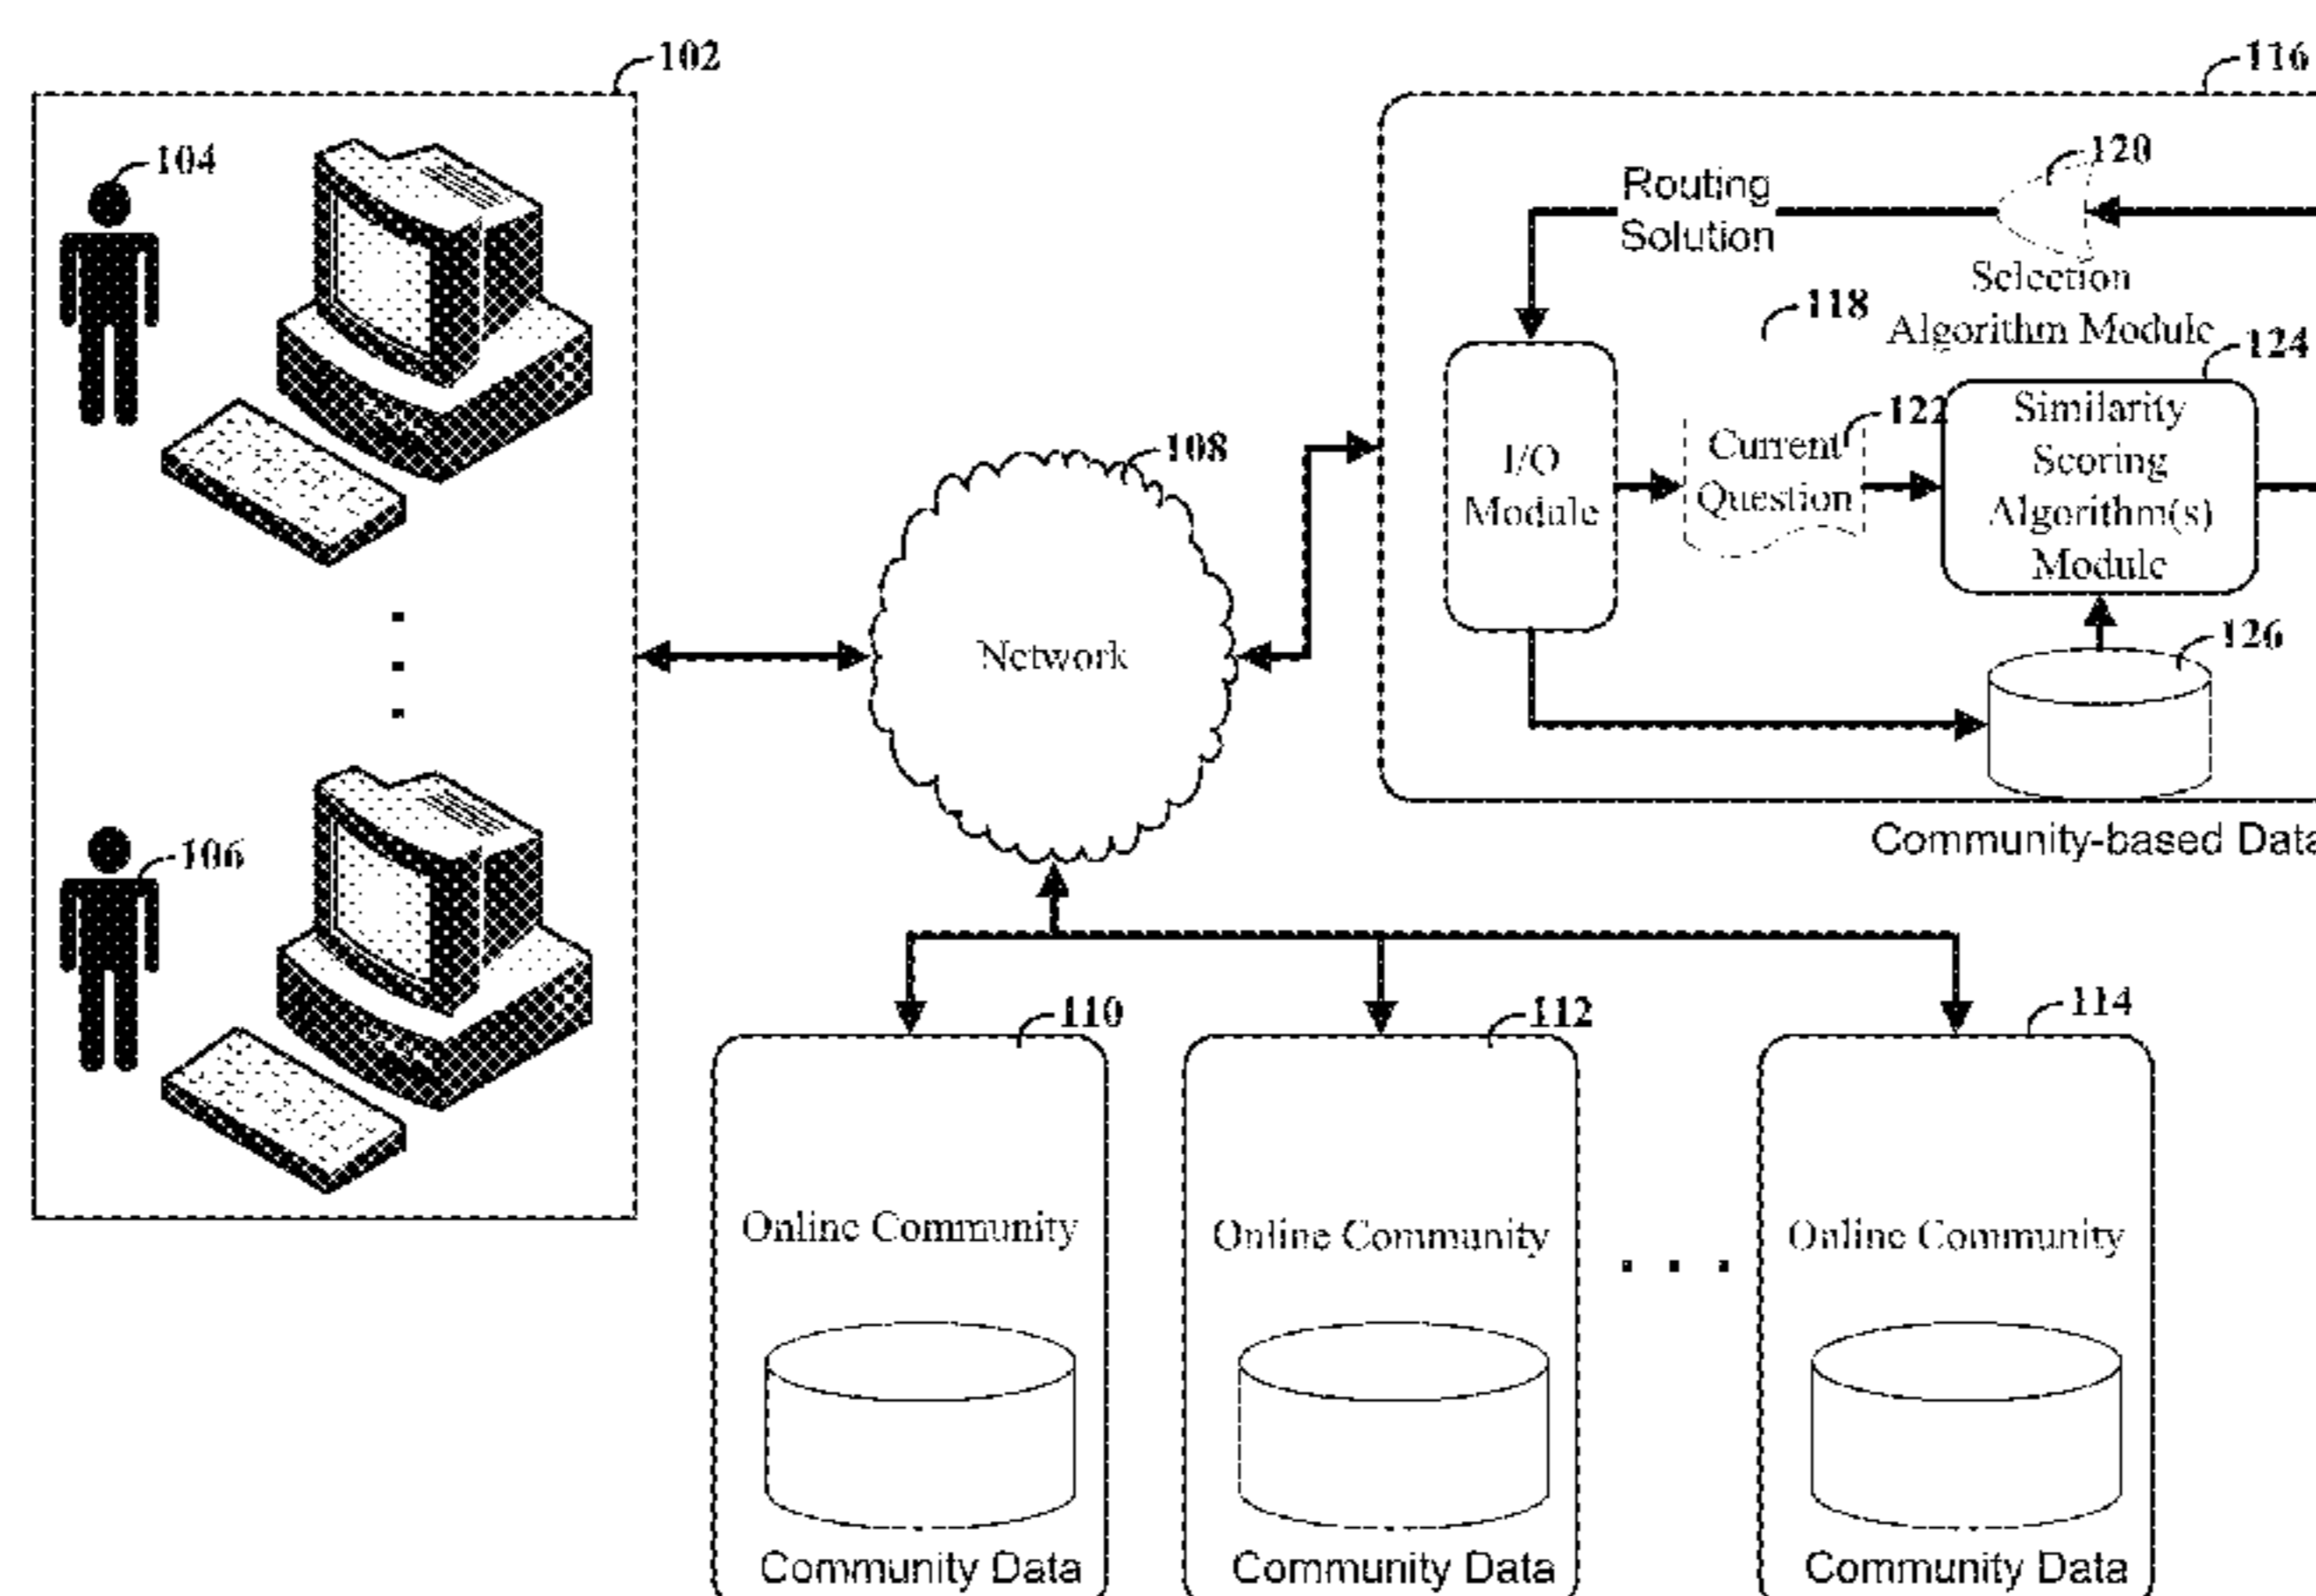 102
116
104
120
Routing
Solution
Selection
Algorithm Module
118
124
108
122
I/O
Module
Current
Question
Similarity
Scoring
Algorithm(s)
Module
Network
126
Community-based Data
106
110
112
114
Online Community
Online Community
Online Community
Community Data
Community Data
Community Data